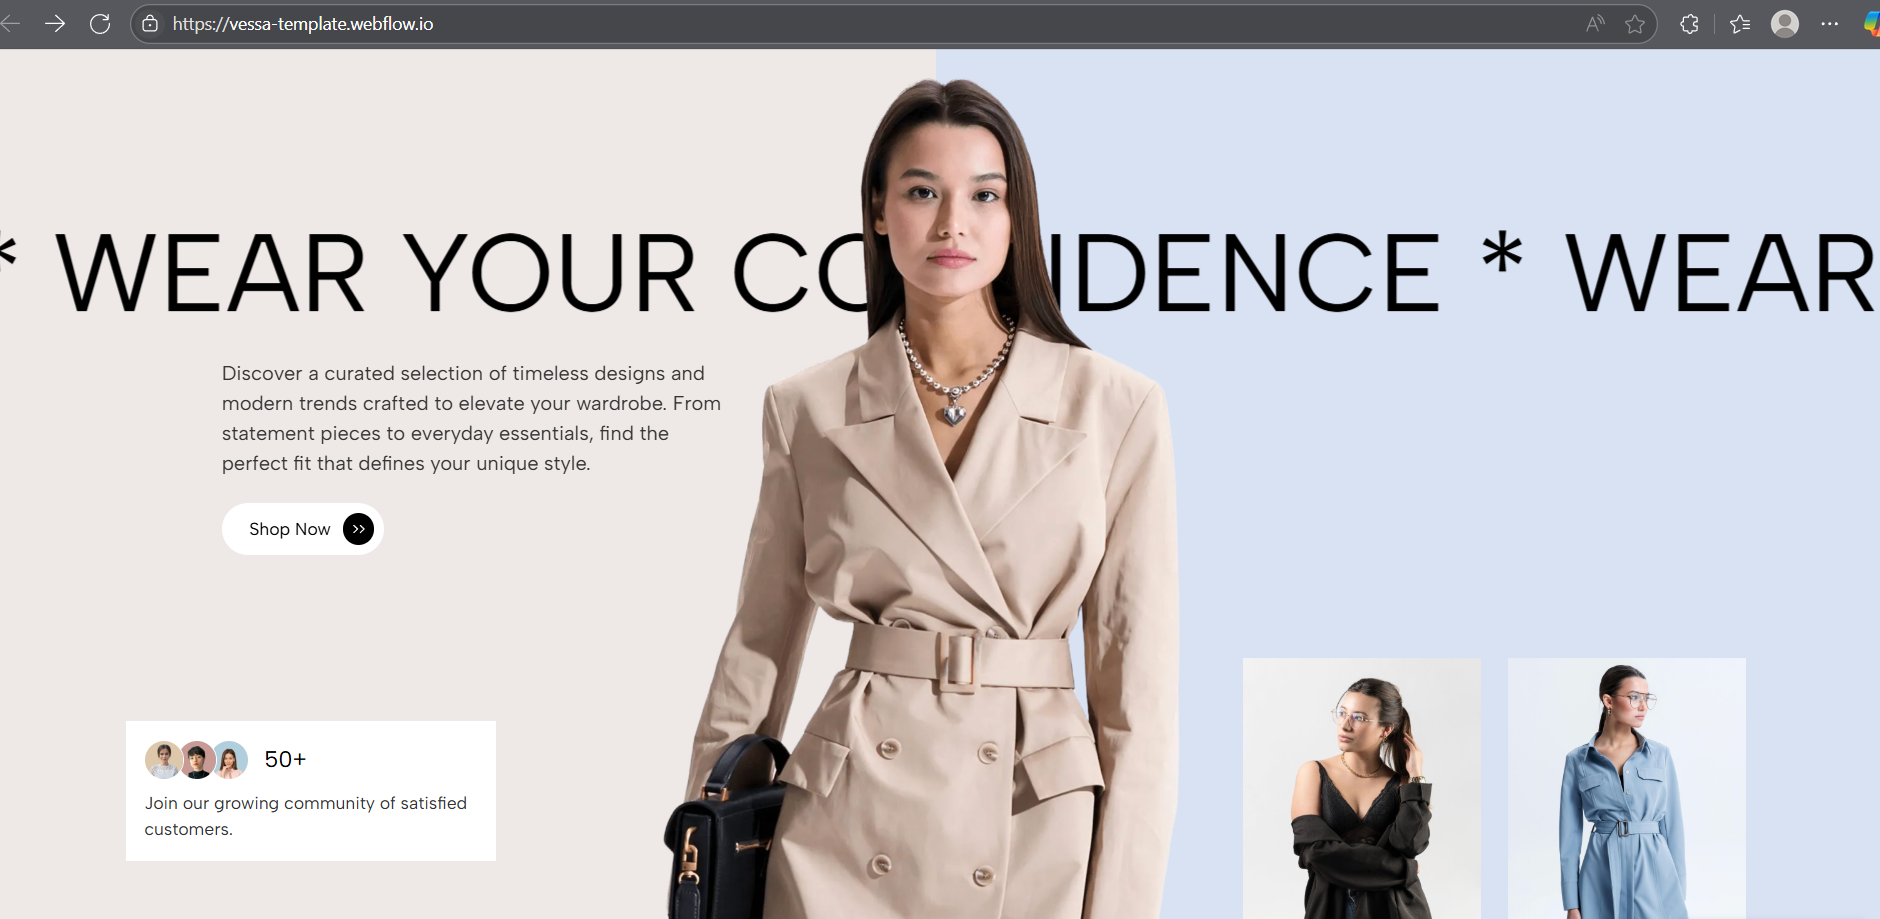 https://vessa-template.webflow.io
* WEAR YOUR CO IDENCE * WEAR
Discover a curated selection of timeless designs and
modern trends crafted to elevate your wardrobe. From
statement pieces to everyday essentials, find the
perfect fit that defines your unique style.
Shop Now >>
50+
Join our growing community of satisfied
customers.